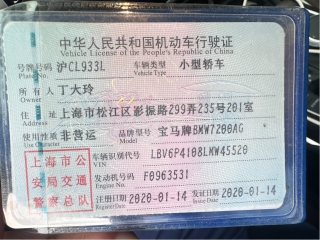 中华人民共和国机动车行驶证
Vehicle License of the People's Republic of China
号牌号码 沪CL933L 车辆类型 小型轿车
Plate No. Vehicle Type
所有人 丁大玲
Owner
住址 上海市松江区影振路299弄235号201室
Address
使用性质 非营运 品牌型号 宝马牌BMW7200AG
Model
上海市公安局交通警察总队
车辆识别代号 LBV6P4108LMW45520
VIN
发动机号码 F0963531
Engine No.
注册日期 2020-01-14 发证日期 2020-01-14